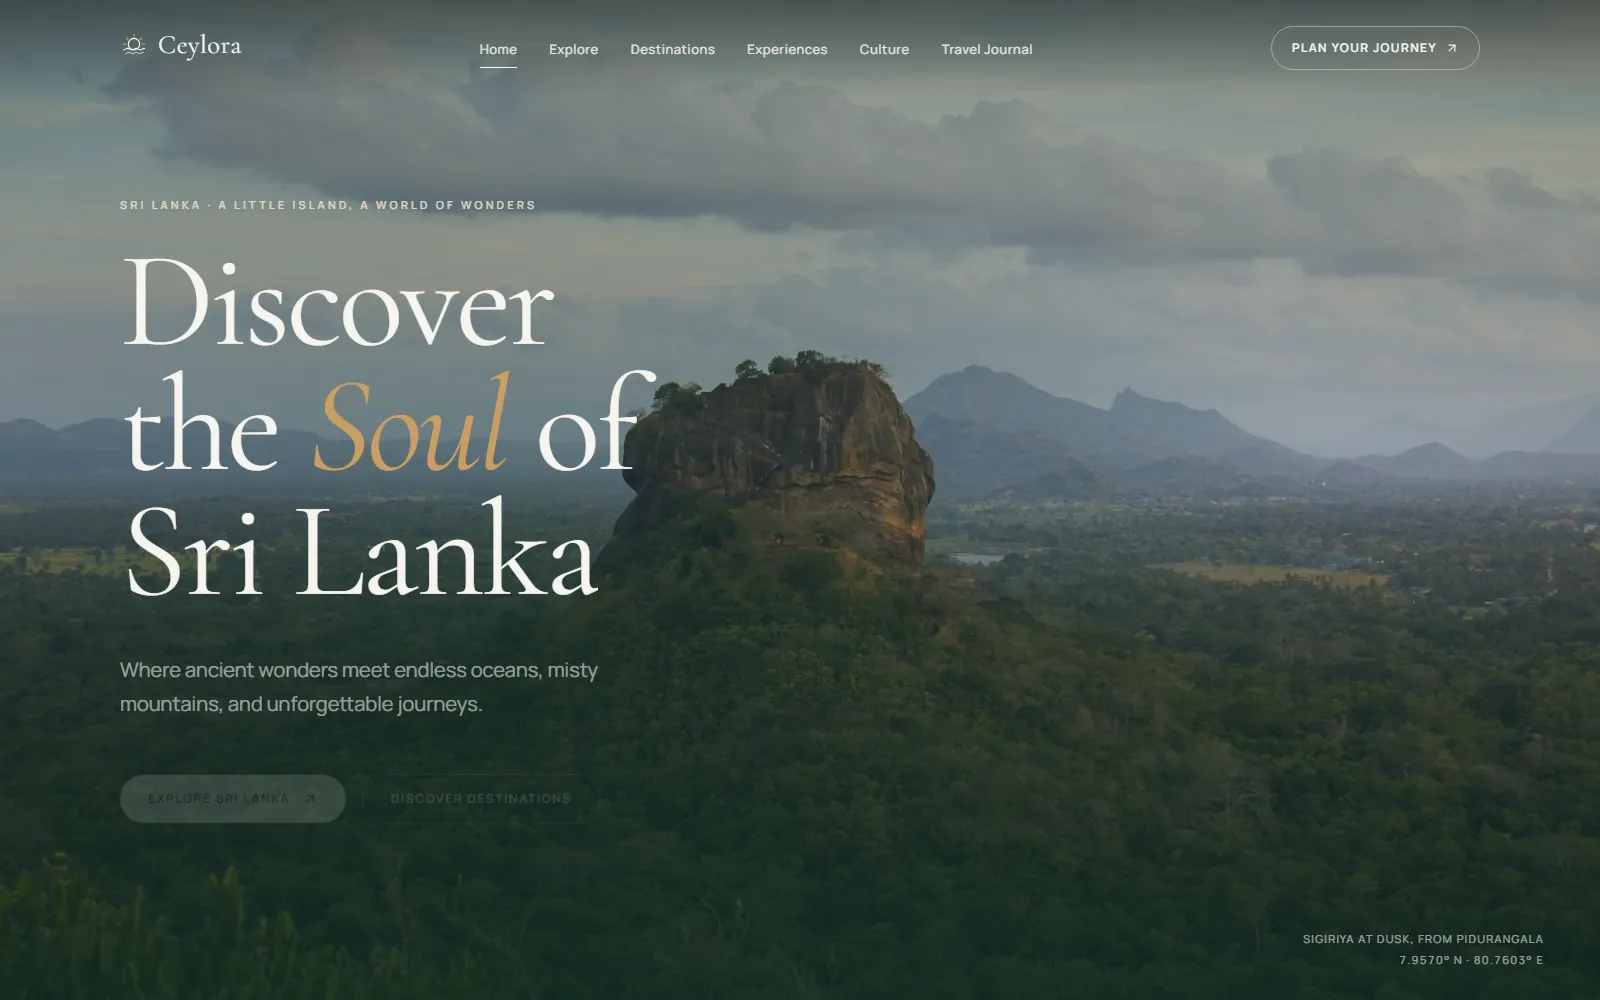 Ceylora
Home
Explore
Destinations
Experiences
Culture
Travel Journal
PLAN YOUR JOURNEY
SRI LANKA · A LITTLE ISLAND, A WORLD OF WONDERS
Discover
the Soul of
Sri Lanka
Where ancient wonders meet endless oceans, misty
mountains, and unforgettable journeys.
EXPLORE SRI LANKA
DISCOVER DESTINATIONS
SIGIRIYA AT DUSK, FROM PIDURANGALA
7.9570° N · 80.7603° E